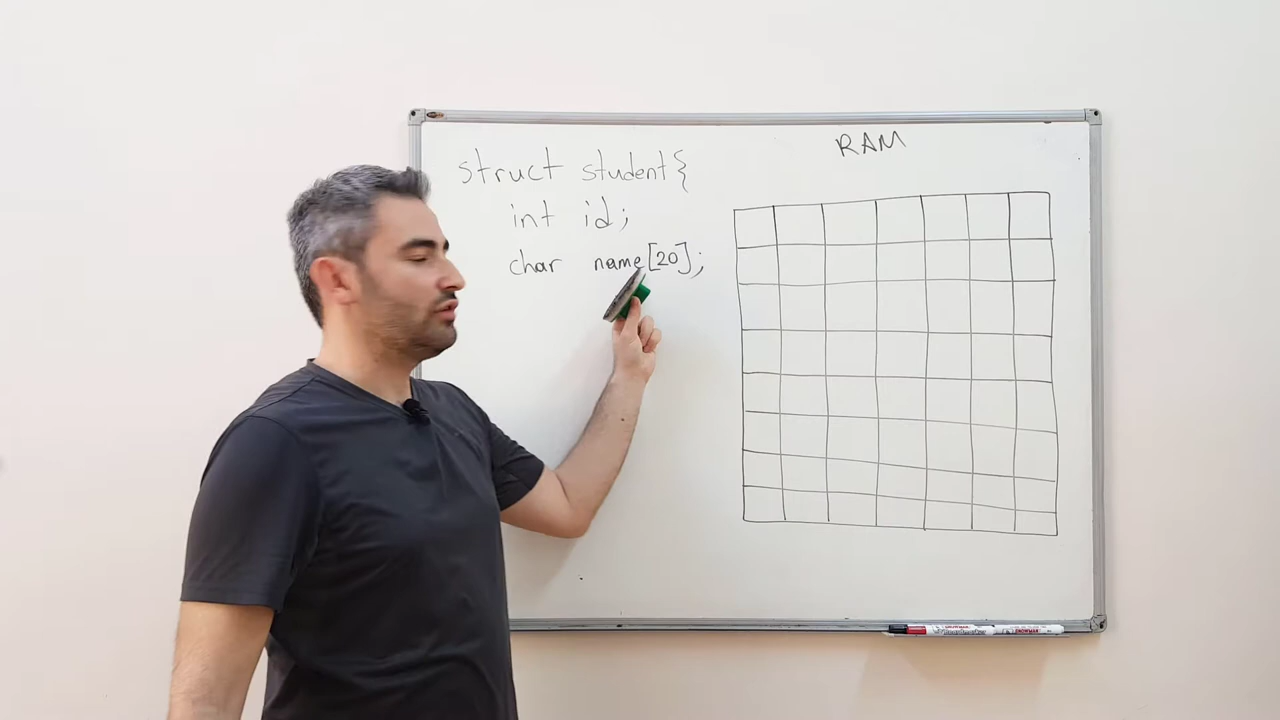 struct student{
int id;
char name[20];
RAM